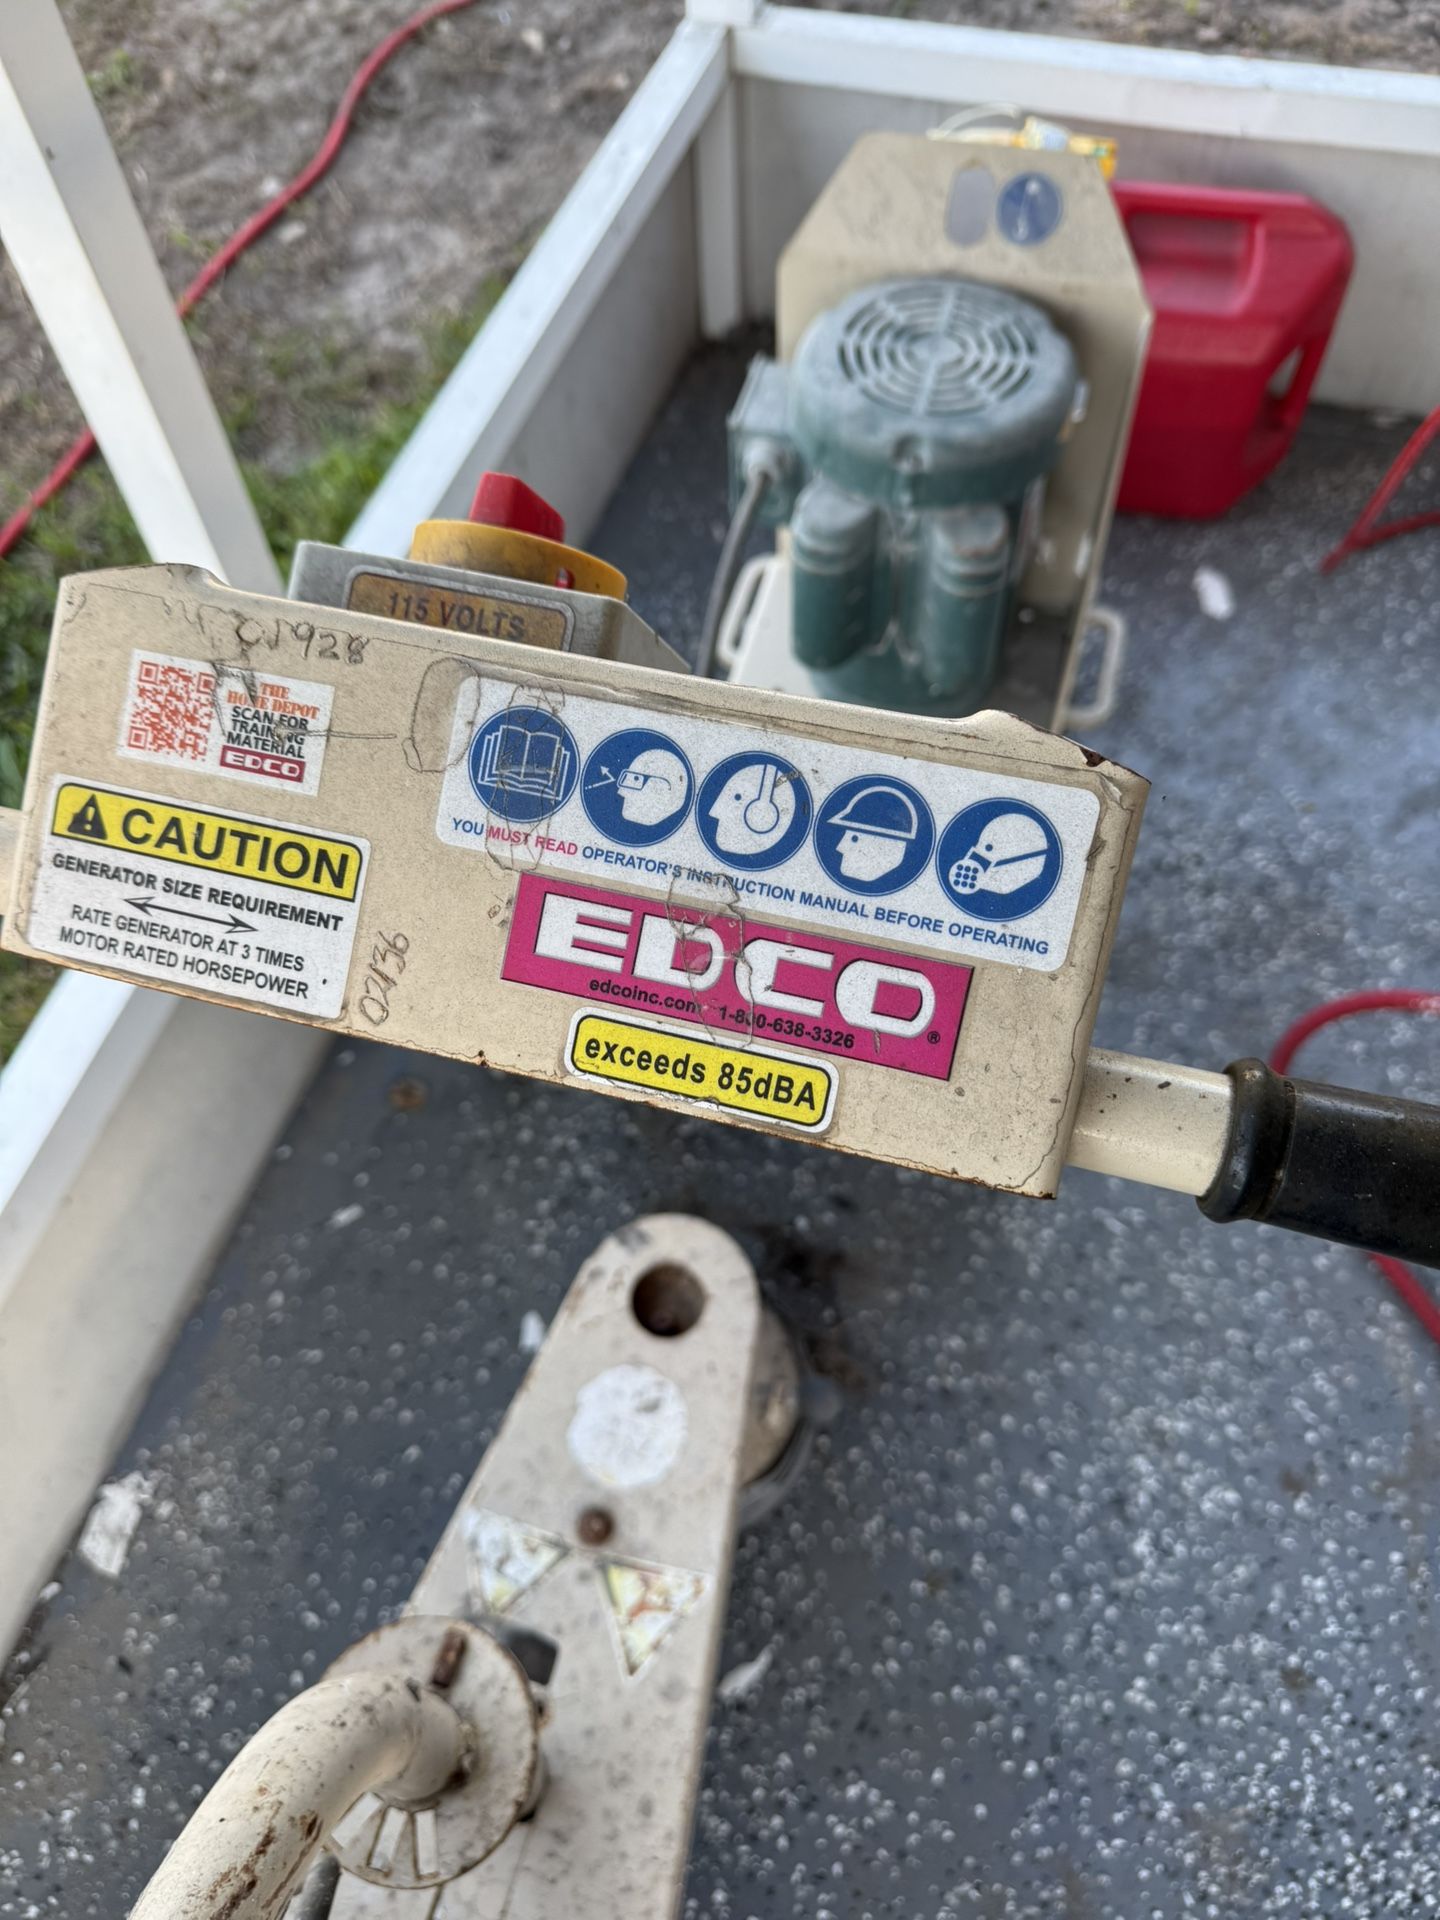 115 VOLTS
THE
HOME DEPOT
SCAN FOR
TRAINING
MATERIAL
EDCO
CAUTION
GENERATOR SIZE REQUIREMENT
RATE GENERATOR AT 3 TIMES
MOTOR RATED HORSEPOWER
02136
YOU MUST READ OPERATOR'S INSTRUCTION MANUAL BEFORE OPERATING
EDCO®
edcoinc.com 1-800-638-3326
exceeds 85dBA